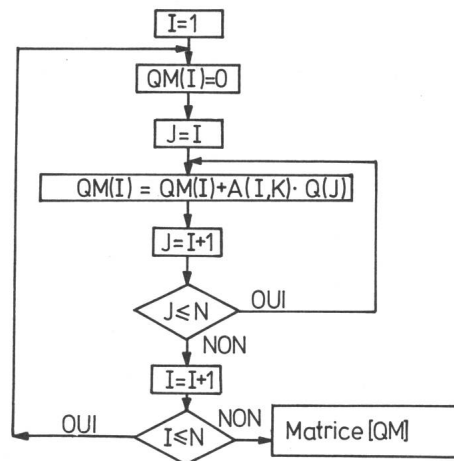 I=1
QM(I)=0
J=I
QM(I) = QM(I)+A(I,K)· Q(J)
J=I+1
J≤N
OUI
NON
I=I+1
OUI
I≤N
NON
Matrice [QM]